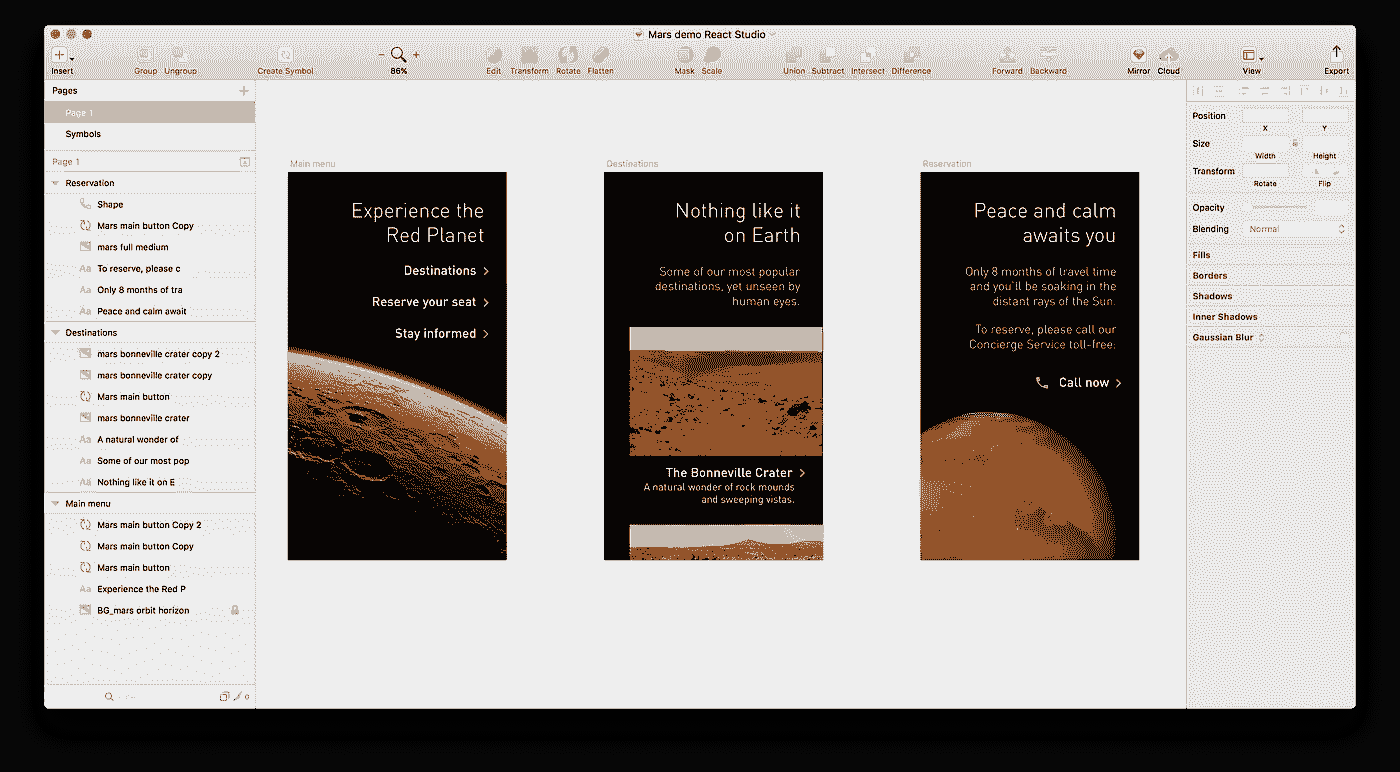 Mars demo React Studio
Insert
Group
Ungroup
Create Symbol
86%
Edit
Transform
Rotate
Flatten
Mask
Scale
Union
Subtract
Intersect
Difference
Forward
Backward
Mirror
Cloud
View
Export
Pages
Page 1
Symbols
Page 1
Reservation
Shape
Mars main button Copy
mars full medium
Aa To reserve, please c
Aa Only 8 months of tra
Aa Peace and calm await
Destinations
mars bonneville crater copy 2
mars bonneville crater copy
Mars main button
mars bonneville crater
Aa A natural wonder of
Aa Some of our most pop
Aa Nothing like it on E
Main menu
Mars main button Copy 2
Mars main button Copy
Mars main button
Aa Experience the Red P
BG_mars orbit horizon
0
Main menu
Experience the
Red Planet
Destinations
Reserve your seat
Stay informed
Destinations
Nothing like it
on Earth
Some of our most popular
destinations, yet unseen by
human eyes.
The Bonneville Crater
A natural wonder of rock mounds
and sweeping vistas.
Reservation
Peace and calm
awaits you
Only 8 months of travel time
and you'll be soaking in the
distant rays of the Sun.
To reserve, please call our
Concierge Service toll-free:
Call now
Position
X
Y
Size
Width
Height
Transform
Rotate
Flip
Opacity
Blending
Normal
Fills
Borders
Shadows
Inner Shadows
Gaussian Blur